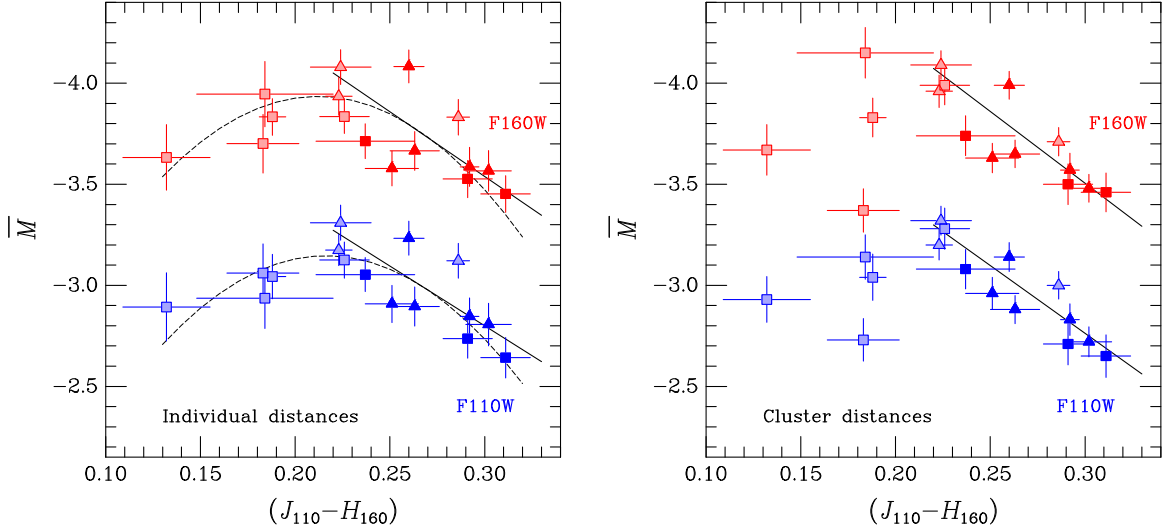 −4.0
−3.5
−3.0
−2.5
M̅
F160W
F110W
Individual distances
0.10 0.15 0.20 0.25 0.30
(J₁₁₀−H₁₆₀)
−4.0
−3.5
−3.0
−2.5
M̅
F160W
F110W
Cluster distances
0.10 0.15 0.20 0.25 0.30
(J₁₁₀−H₁₆₀)